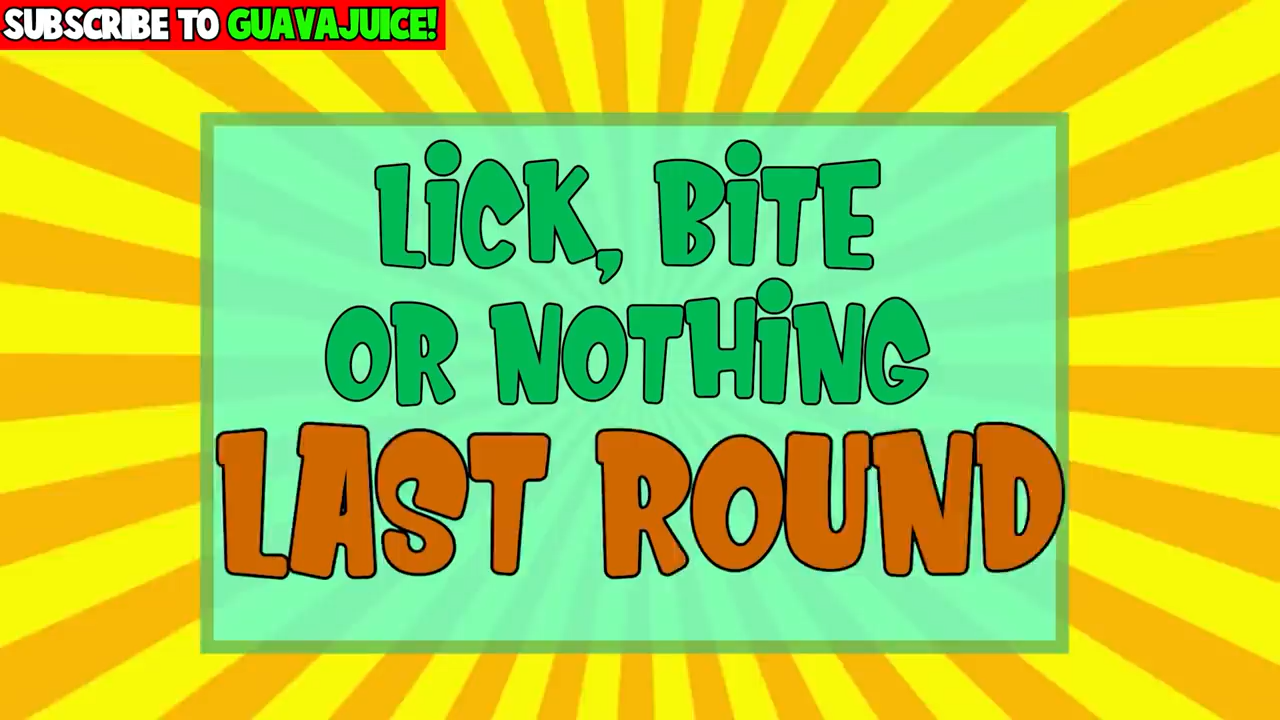 SUBSCRIBE TO GUAVAJUICE!
LiCK, BiTE
OR NOTHiNG
LAST ROUND